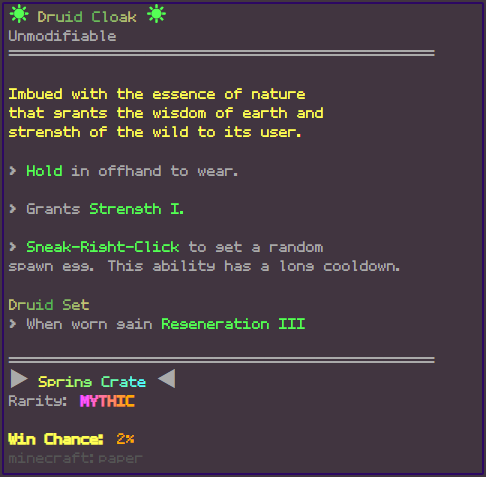 ☀ Druid Cloak ☀
Unmodifiable
Imbued with the essence of nature
that grants the wisdom of earth and
strength of the wild to its user.
> Hold in offhand to wear.
> Grants Strength I.
> Sneak-Right-Click to get a random
spawn egg. This ability has a long cooldown.
Druid Set
> When worn gain Regeneration III
▶ Spring Crate ◀
Rarity: MYTHIC
Win Chance: 2%
minecraft:paper